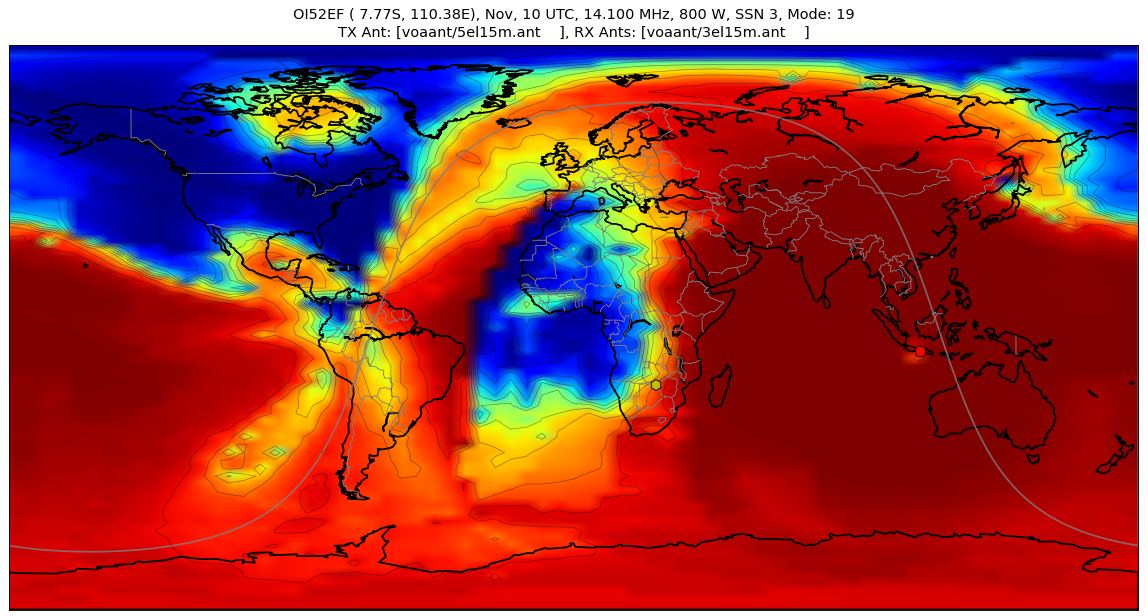 OI52EF ( 7.77S, 110.38E), Nov, 10 UTC, 14.100 MHz, 800 W, SSN 3, Mode: 19
TX Ant: [voaant/5el15m.ant    ], RX Ants: [voaant/3el15m.ant    ]